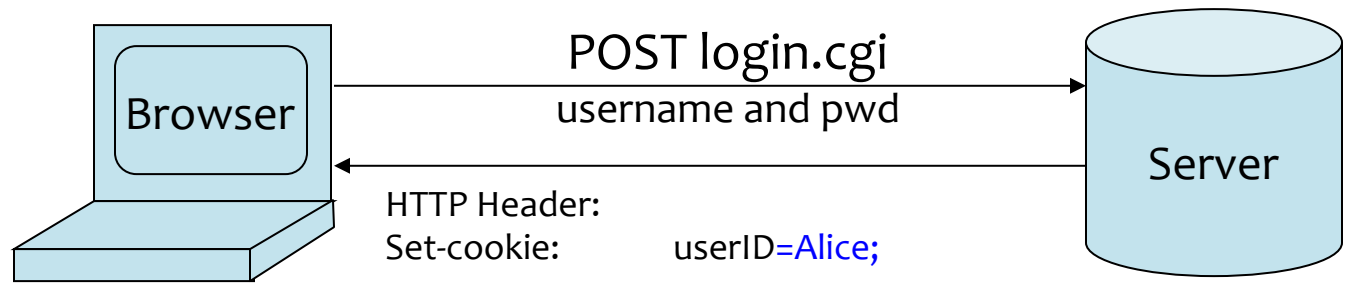 POST login.cgi
Browser
username and pwd
Server
HTTP Header:
Set-cookie: userID=Alice;